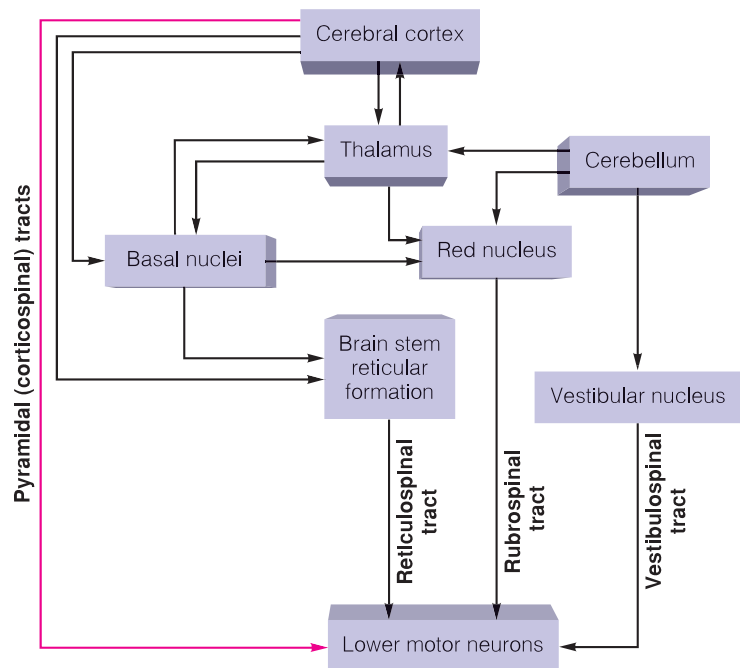 Cerebral cortex
Thalamus
Cerebellum
Basal nuclei
Red nucleus
Brain stem
reticular
formation
Vestibular nucleus
Pyramidal (corticospinal) tracts
Reticulospinal
tract
Rubrospinal
tract
Vestibulospinal
tract
Lower motor neurons